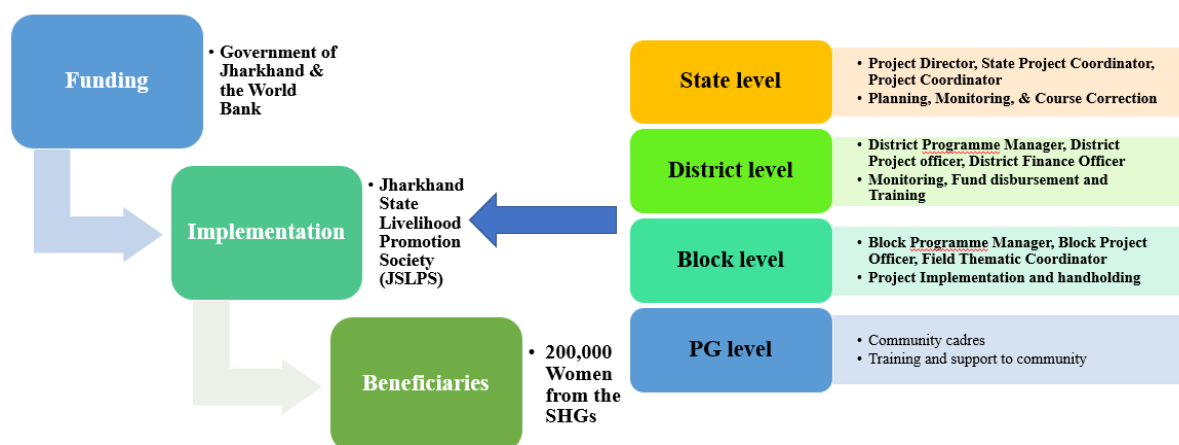 Funding
• Government of
Jharkhand &
the World
Bank
Implementation
• Jharkhand
State
Livelihood
Promotion
Society
(JSLPS)
Beneficiaries
• 200,000
Women
from the
SHGs
State level
• Project Director, State Project Coordinator,
Project Coordinator
• Planning, Monitoring, & Course Correction
District level
• District Programme Manager, District
Project officer, District Finance Officer
• Monitoring, Fund disbursement and
Training
Block level
• Block Programme Manager, Block Project
Officer, Field Thematic Coordinator
• Project Implementation and handholding
PG level
• Community cadres
• Training and support to community